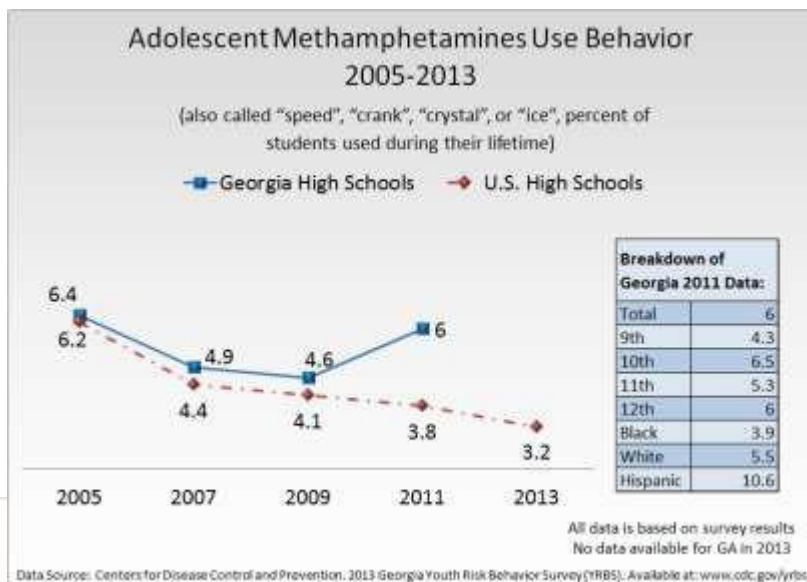 Adolescent Methamphetamines Use Behavior
2005-2013
(also called "speed", "crank", "crystal", or "ice", percent of
students used during their lifetime)
Georgia High Schools U.S. High Schools
6.4
6.2
4.9
4.4
4.6
4.1
6
3.8
3.2
2005 2007 2009 2011 2013
Breakdown of
Georgia 2011 Data:
Total 6
9th 4.3
10th 6.5
11th 5.3
12th 6
Black 3.9
White 5.5
Hispanic 10.6
All data is based on survey results
No data available for GA in 2013
Data Source: Centers for Disease Control and Prevention. 2013 Georgia Youth Risk Behavior Survey (YRBS). Available at: www.cdc.gov/yrbs